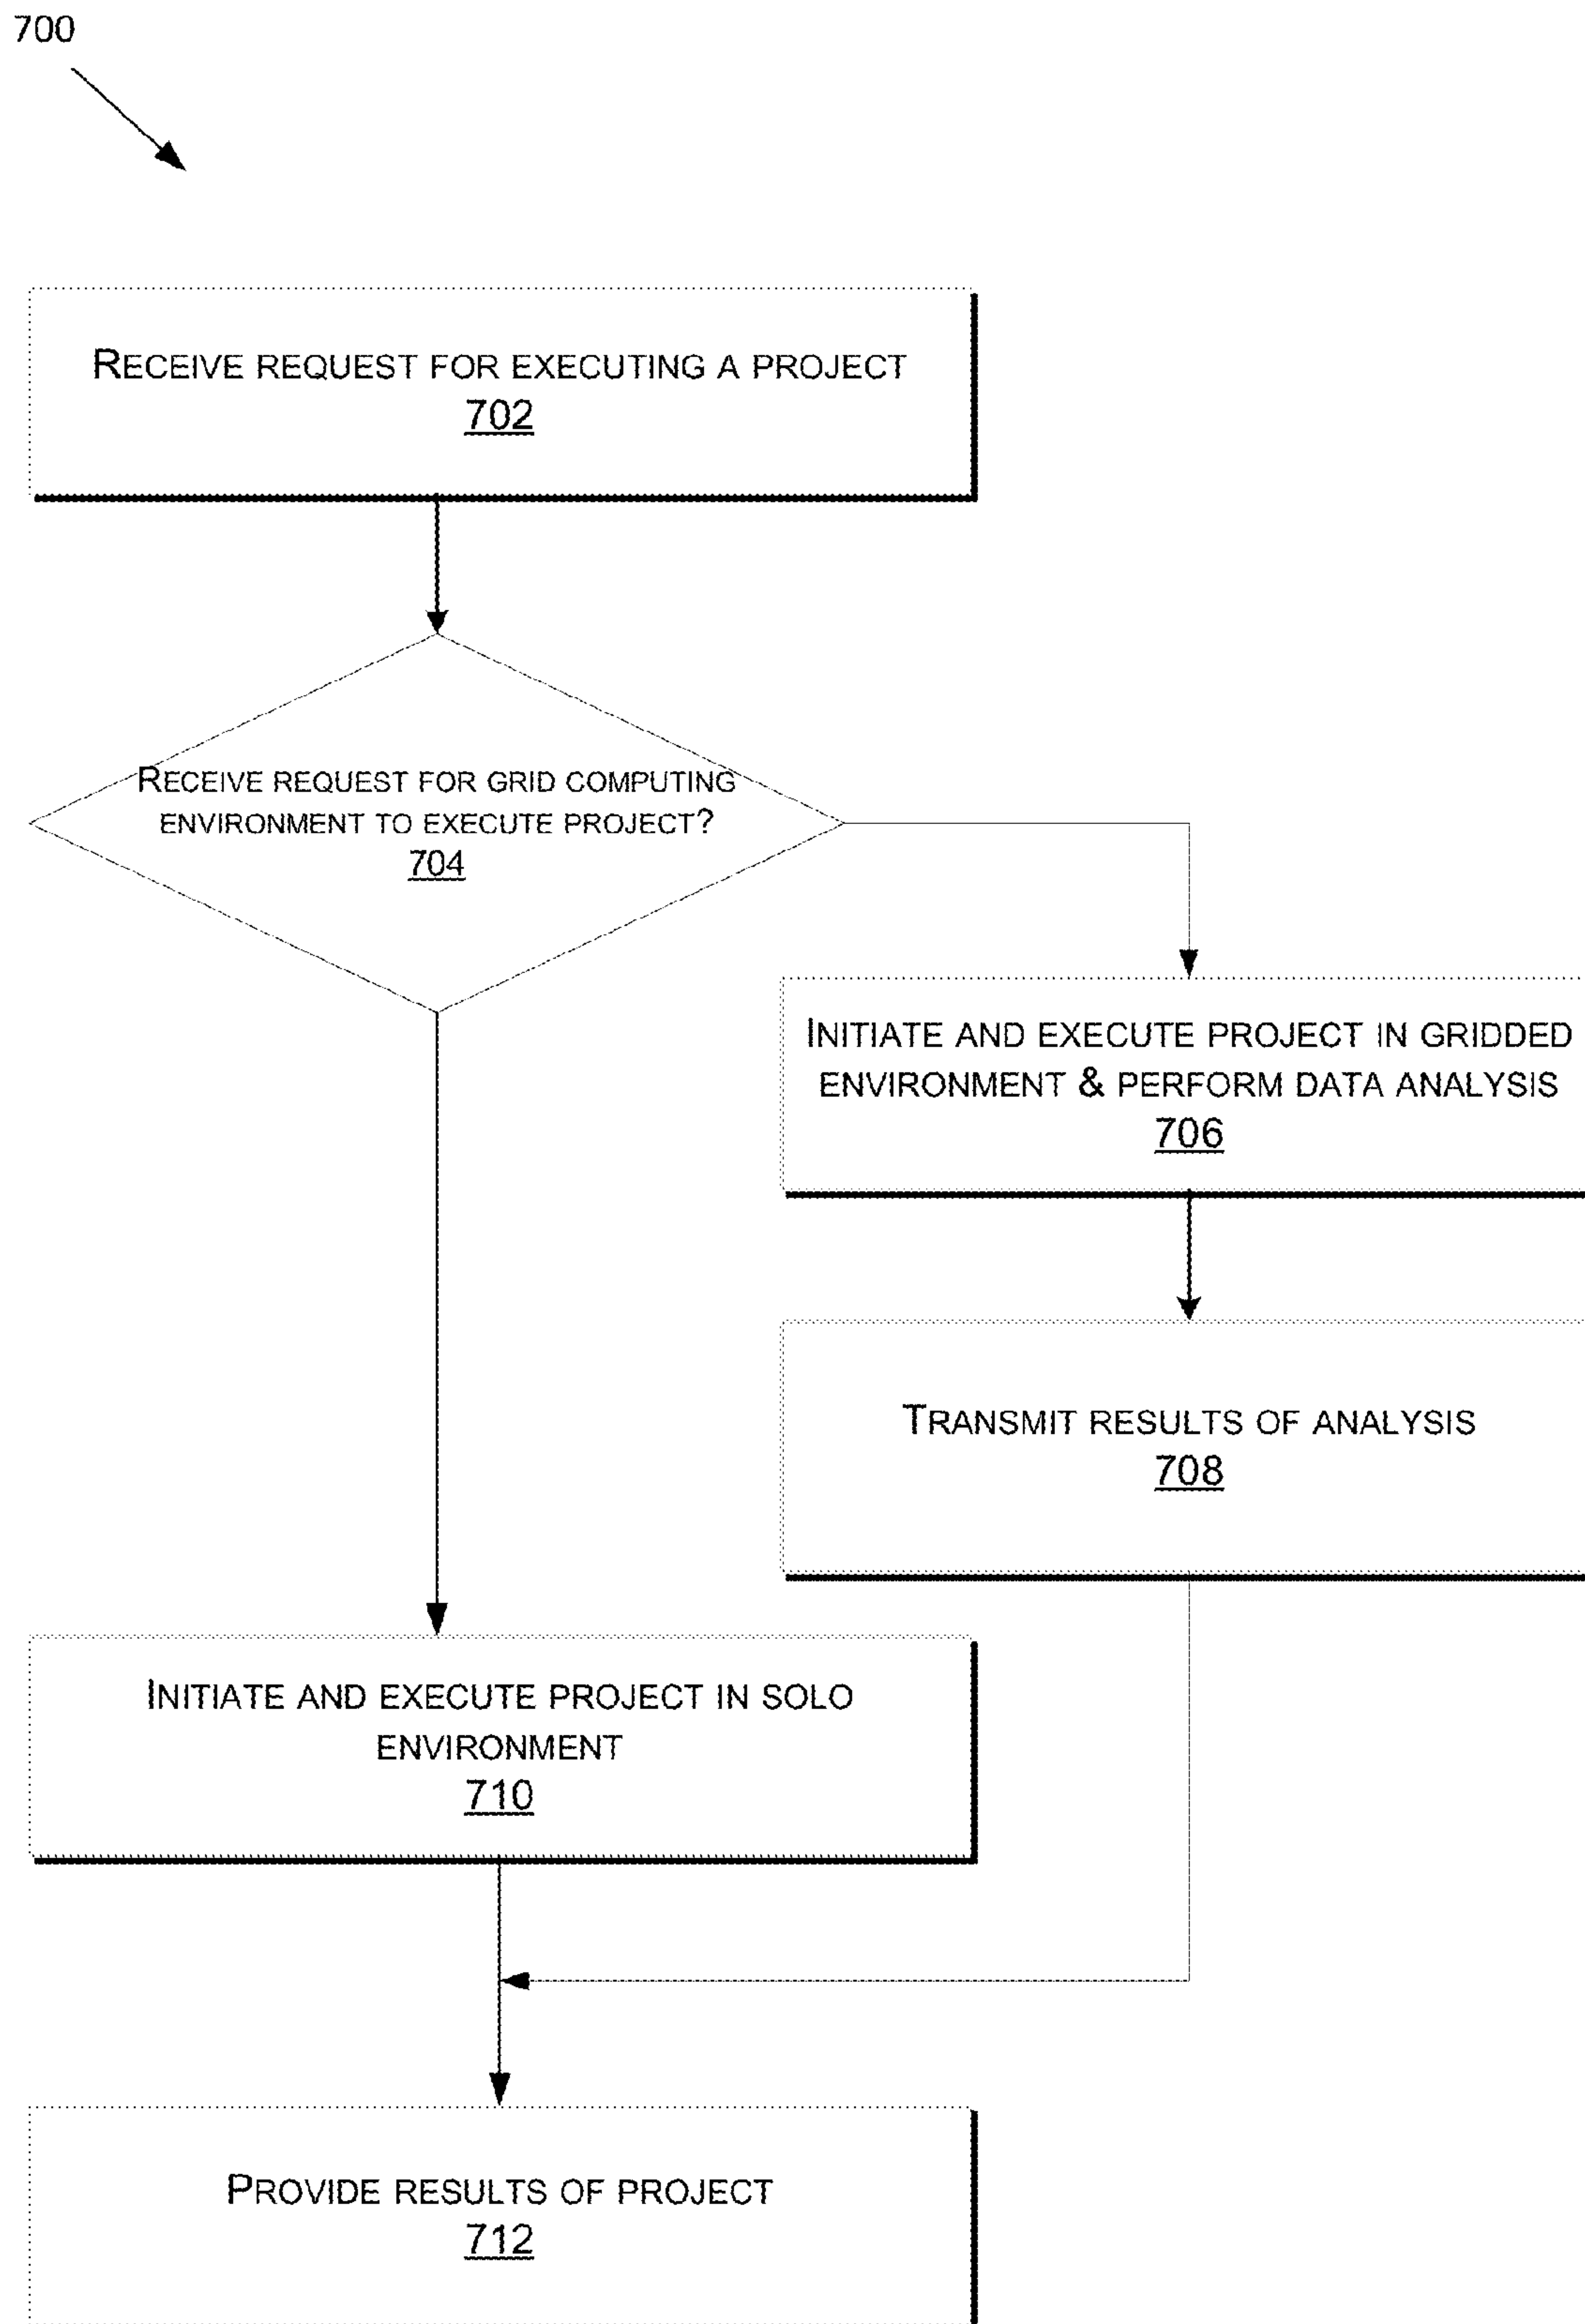 700
RECEIVE REQUEST FOR EXECUTING A PROJECT
702
RECEIVE REQUEST FOR GRID COMPUTING
ENVIRONMENT TO EXECUTE PROJECT?
704
INITIATE AND EXECUTE PROJECT IN GRIDDED
ENVIRONMENT & PERFORM DATA ANALYSIS
706
TRANSMIT RESULTS OF ANALYSIS
708
INITIATE AND EXECUTE PROJECT IN SOLO
ENVIRONMENT
710
PROVIDE RESULTS OF PROJECT
712